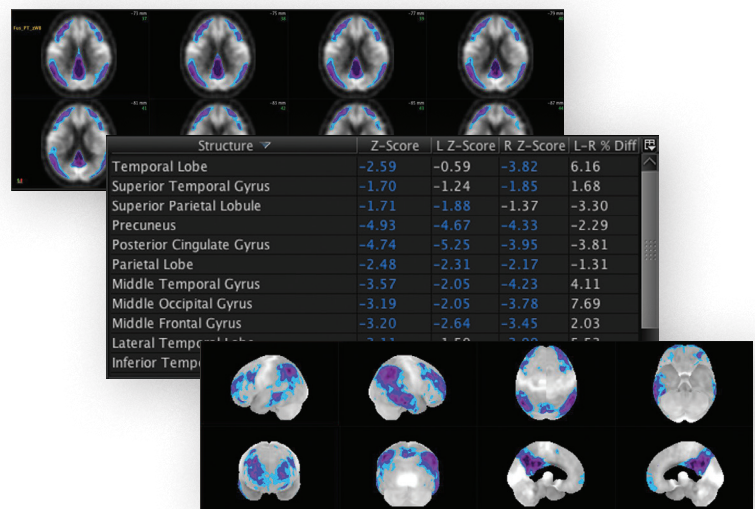 Structure Z-Score L Z-Score R Z-Score L-R % Diff
Temporal Lobe -2.59 -0.59 -3.82 6.16
Superior Temporal Gyrus -1.70 -1.24 -1.85 1.68
Superior Parietal Lobule -1.71 -1.88 -1.37 -3.30
Precuneus -4.93 -4.67 -4.33 -2.29
Posterior Cingulate Gyrus -4.74 -5.25 -3.95 -3.81
Parietal Lobe -2.48 -2.31 -2.17 -1.31
Middle Temporal Gyrus -3.57 -2.05 -4.23 4.11
Middle Occipital Gyrus -3.19 -2.05 -3.78 7.69
Middle Frontal Gyrus -3.20 -2.64 -3.45 2.03
Lateral Temporal Lobe
Inferior